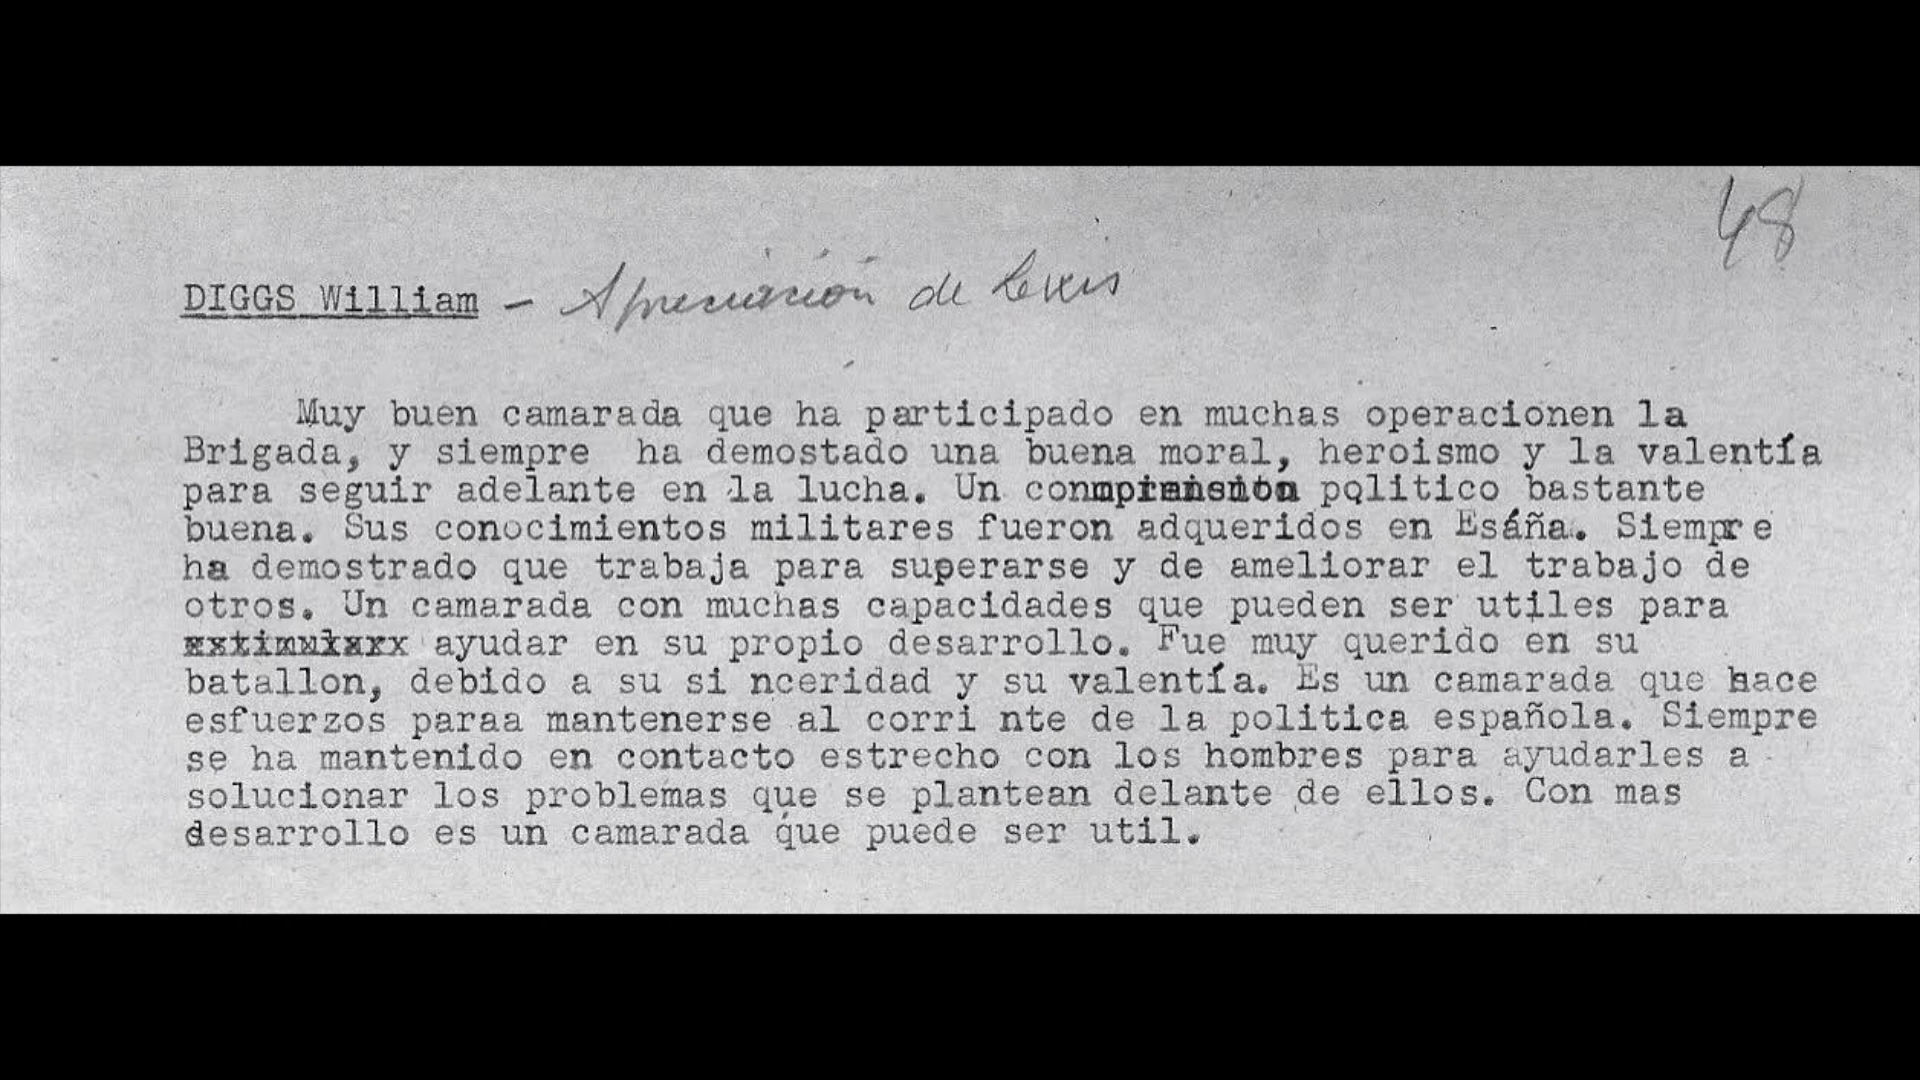 48
DIGGS William - Apreciación de
Muy buen camarada que ha participado en muchas operacionen la
Brigada, y siempre ha demostado una buena moral, heroismo y la valentía
para seguir adelante en la lucha. Un politico bastante
buena. Sus conocimientos militares fueron adqueridos en Esáña. Siempre
ha demostrado que trabaja para superarse y de ameliorar el trabajo de
otros. Un camarada con muchas capacidades que pueden ser utiles para
ayudar en su propio desarrollo. Fue muy querido en su
batallon, debido a su si nceridad y su valentía. Es un camarada que hace
esfuerzos paraa mantenerse al corri nte de la politica española. Siempre
se ha mantenido en contacto estrecho con los hombres para ayudarles a
solucionar los problemas que se plantean delante de ellos. Con mas
desarrollo es un camarada que puede ser util.